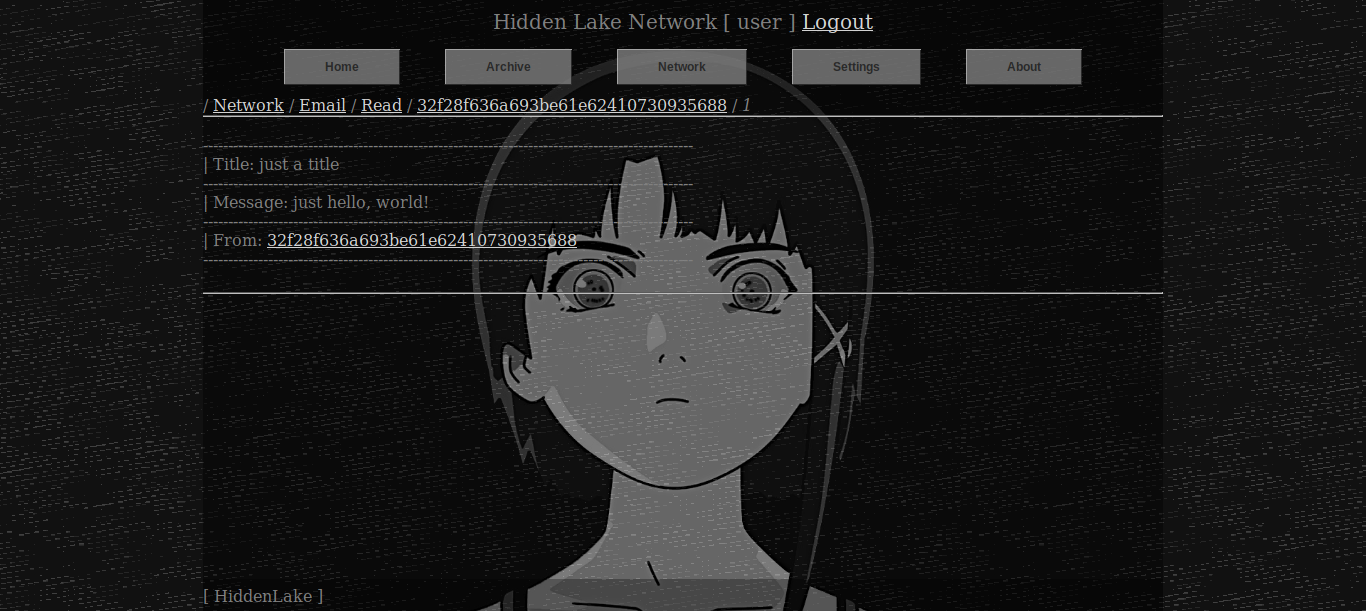 Hidden Lake Network [ user ] Logout
Home Archive Network Settings About
/ Network / Email / Read / 32f28f636a693be61e62410730935688 / 1
| Title: just a title
| Message: just hello, world!
| From: 32f28f636a693be61e62410730935688
[ HiddenLake ]